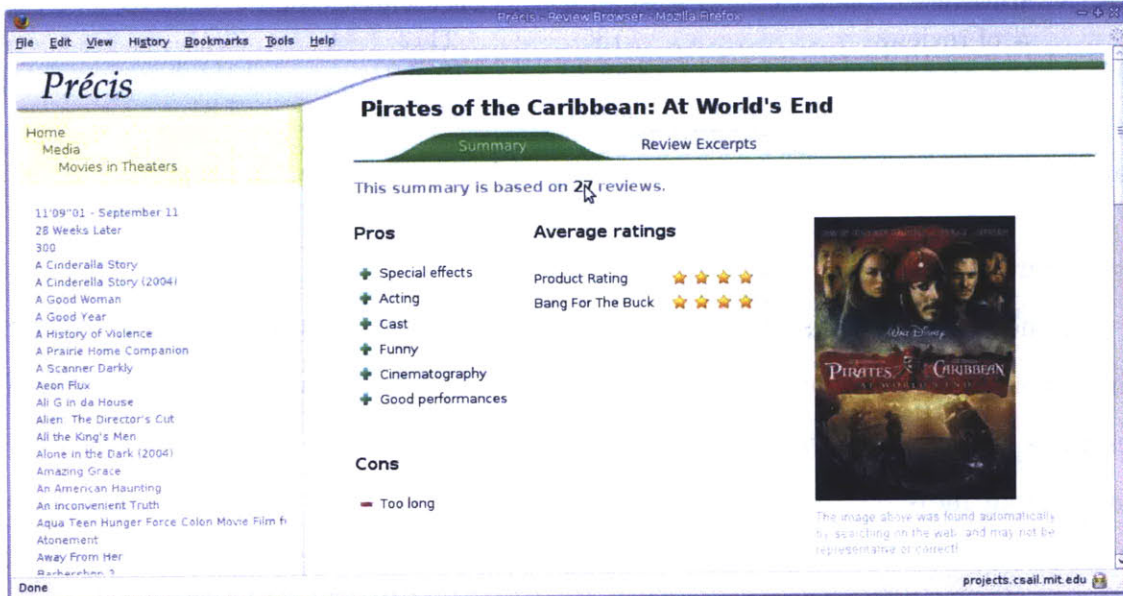 Précis - Review Browser - Mozilla Firefox
File Edit View History Bookmarks Tools Help
Précis
Home
Media
Movies in Theaters
11'09"01 - September 11
28 Weeks Later
300
A Cinderalla Story
A Cinderella Story (2004)
A Good Woman
A Good Year
A History of Violence
A Prairie Home Companion
A Scanner Darkly
Aeon Flux
Ali G in da House
Alien: The Director's Cut
All the King's Men
Alone in the Dark (2004)
Amazing Grace
An American Haunting
An inconvenient Truth
Aqua Teen Hunger Force Colon Movie Film f
Atonement
Away From Her
Barbershop 2
Pirates of the Caribbean: At World's End
Summary Review Excerpts
This summary is based on 27 reviews.
Pros
Special effects
Acting
Cast
Funny
Cinematography
Good performances
Cons
Too long
Average ratings
Product Rating
Bang For The Buck
WALT DISNEY
PIRATES CARIBBEAN
AT WORLD'S END
The image above was found automatically
by searching on the web, and may not be
representative or correct!
Done projects.csail.mit.edu